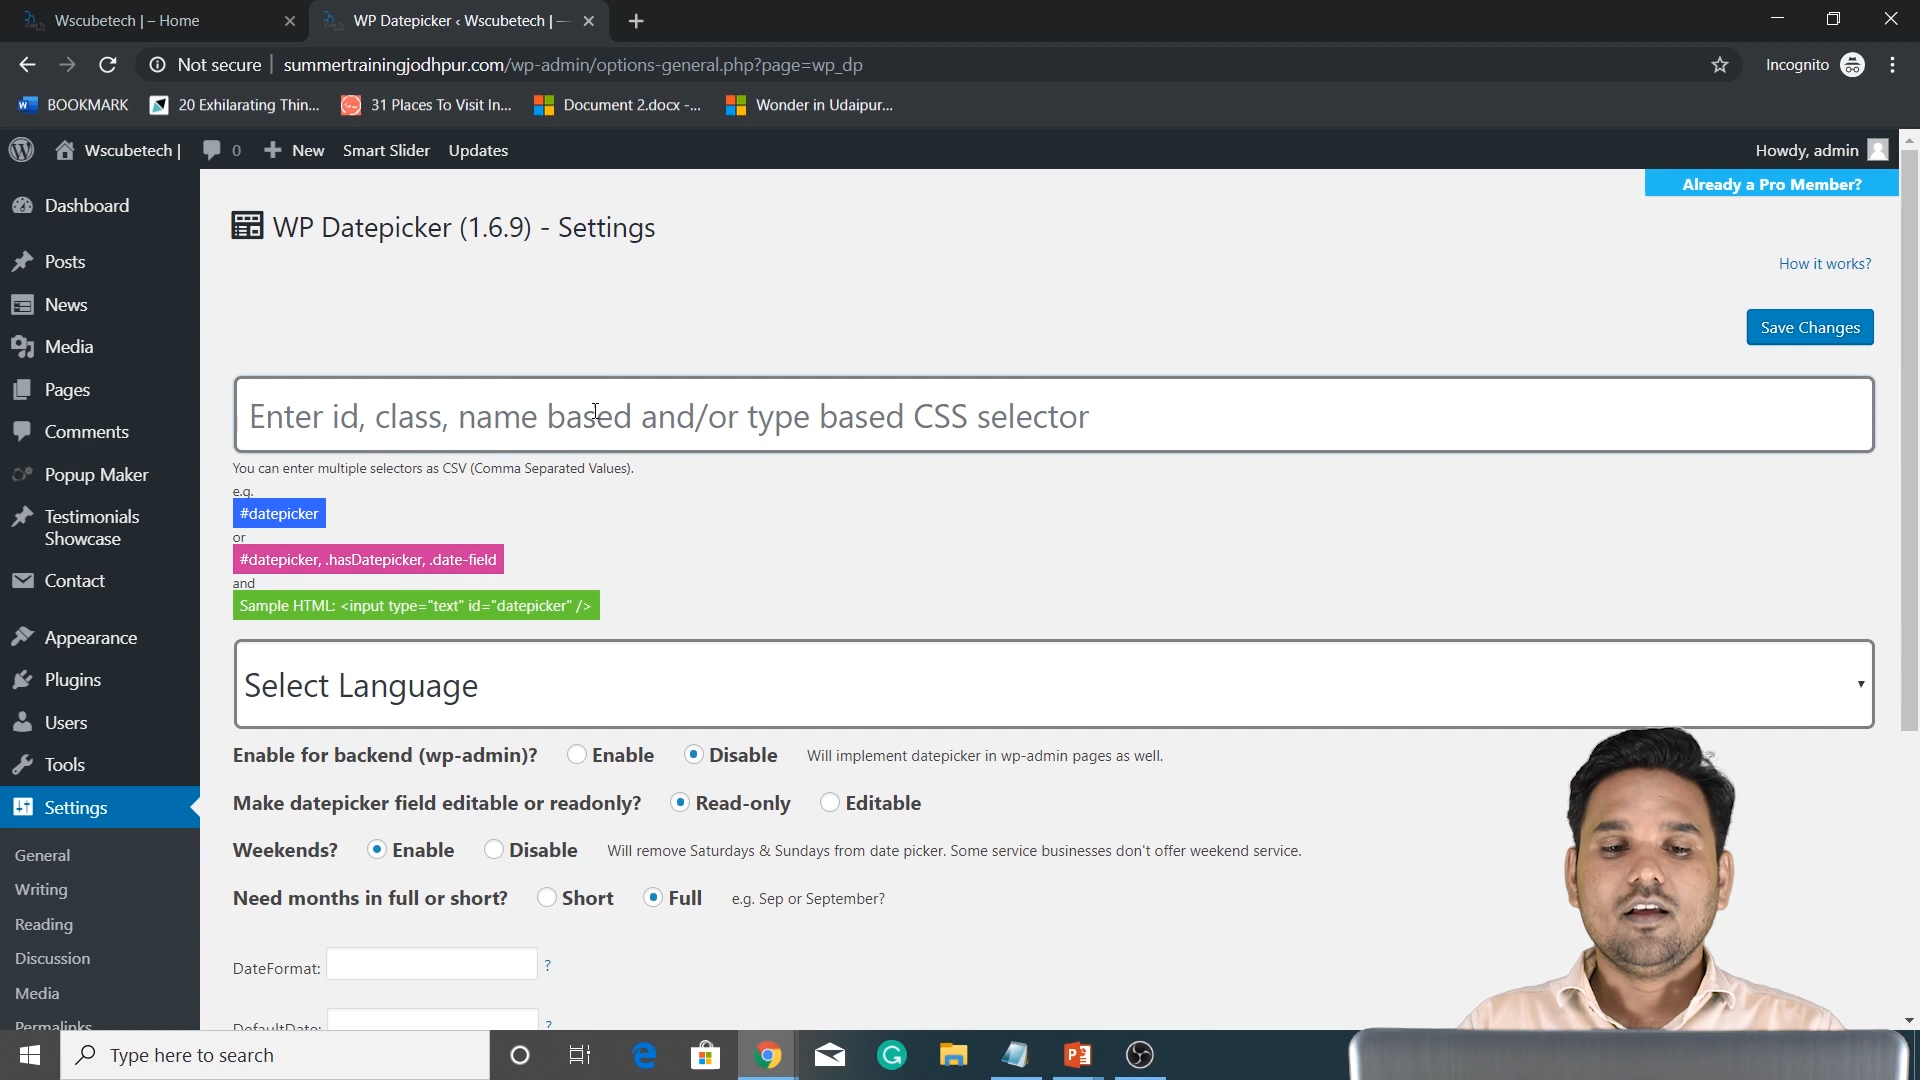 Wscubetech | – Home
WP Datepicker ‹ Wscubetech | —
Not secure
summertrainingjodhpur.com/wp-admin/options-general.php?page=wp_dp
Incognito
BOOKMARK
20 Exhilarating Thin...
31 Places To Visit In...
Document 2.docx -...
Wonder in Udaipur...
Wscubetech |
0
New
Smart Slider
Updates
Howdy, admin
Already a Pro Member?
Dashboard
Posts
News
Media
Pages
Comments
Popup Maker
Testimonials
Showcase
Contact
Appearance
Plugins
Users
Tools
Settings
General
Writing
Reading
Discussion
Media
Permalinks
WP Datepicker (1.6.9) - Settings
How it works?
Save Changes
Enter id, class, name based and/or type based CSS selector
You can enter multiple selectors as CSV (Comma Separated Values).
e.g.
#datepicker
or
#datepicker, .hasDatepicker, .date-field
and
Sample HTML: <input type="text" id="datepicker" />
Select Language
Enable for backend (wp-admin)? Enable Disable Will implement datepicker in wp-admin pages as well.
Make datepicker field editable or readonly? Read-only Editable
Weekends? Enable Disable Will remove Saturdays & Sundays from date picker. Some service businesses don't offer weekend service.
Need months in full or short? Short Full e.g. Sep or September?
DateFormat: ?
DefaultDate: ?
Type here to search